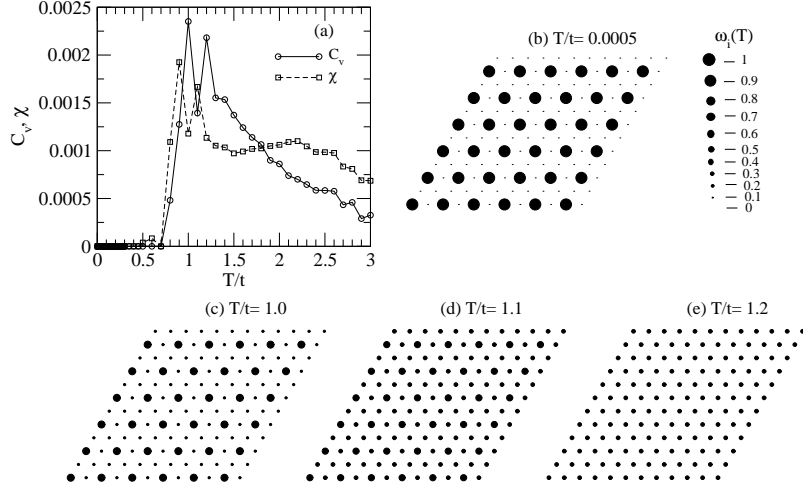 (a)
C_v
χ
C_v, χ
0.0025
0.002
0.0015
0.001
0.0005
0
0 0.5 1 1.5 2 2.5 3
T/t
(b) T/t= 0.0005
ω_i(T)
1
0.9
0.8
0.7
0.6
0.5
0.4
0.3
0.2
0.1
0
(c) T/t= 1.0
(d) T/t= 1.1
(e) T/t= 1.2